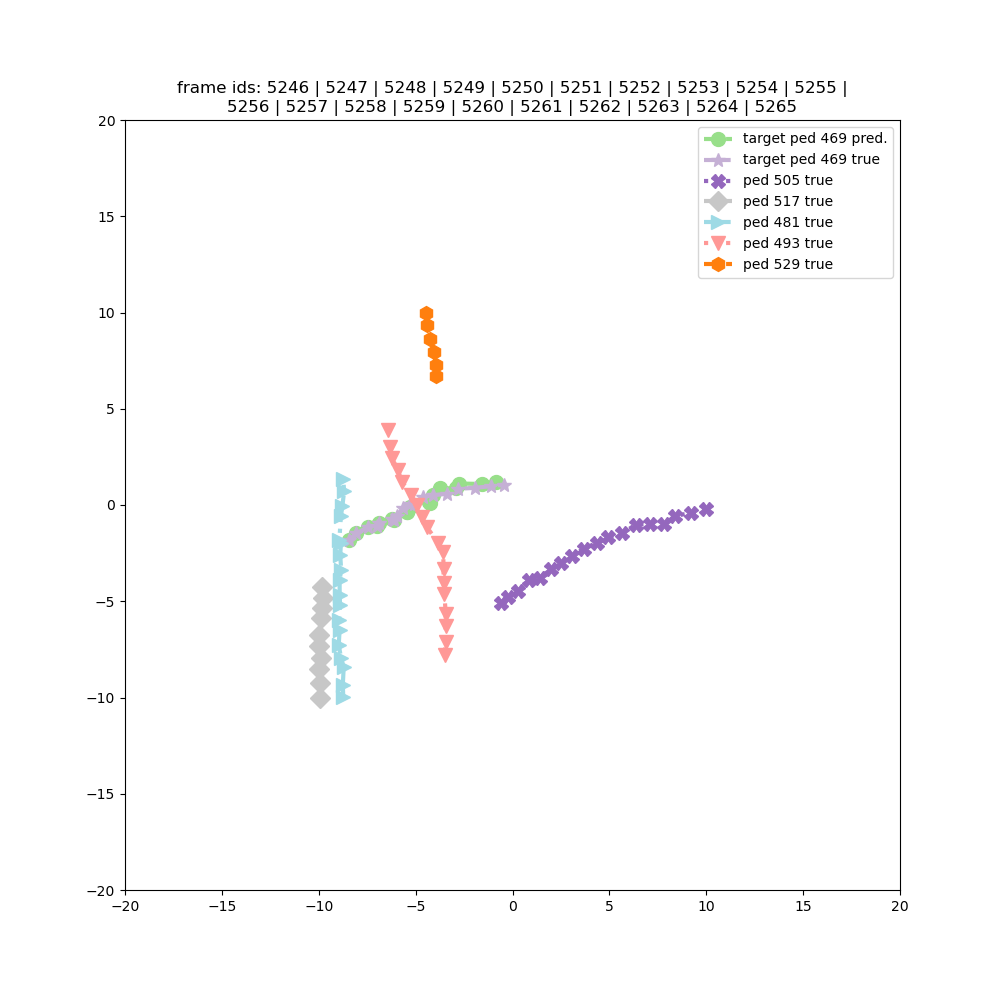 frame ids: 5246 | 5247 | 5248 | 5249 | 5250 | 5251 | 5252 | 5253 | 5254 | 5255 |
5256 | 5257 | 5258 | 5259 | 5260 | 5261 | 5262 | 5263 | 5264 | 5265
target ped 469 pred.
target ped 469 true
ped 505 true
ped 517 true
ped 481 true
ped 493 true
ped 529 true
20
15
10
5
0
−5
−10
−15
−20
−20 −15 −10 −5 0 5 10 15 20